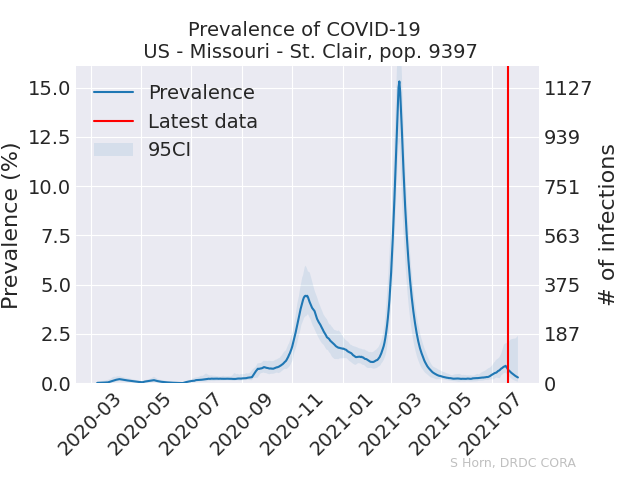 Prevalence of COVID-19
US - Missouri - St. Clair, pop. 9397
Prevalence (%)
15.0
12.5
10.0
7.5
5.0
2.5
0.0
Prevalence
Latest data
95CI
1127
939
751
563
375
187
0
# of infections
2020-03
2020-05
2020-07
2020-09
2020-11
2021-01
2021-03
2021-05
2021-07
S Horn, DRDC CORA